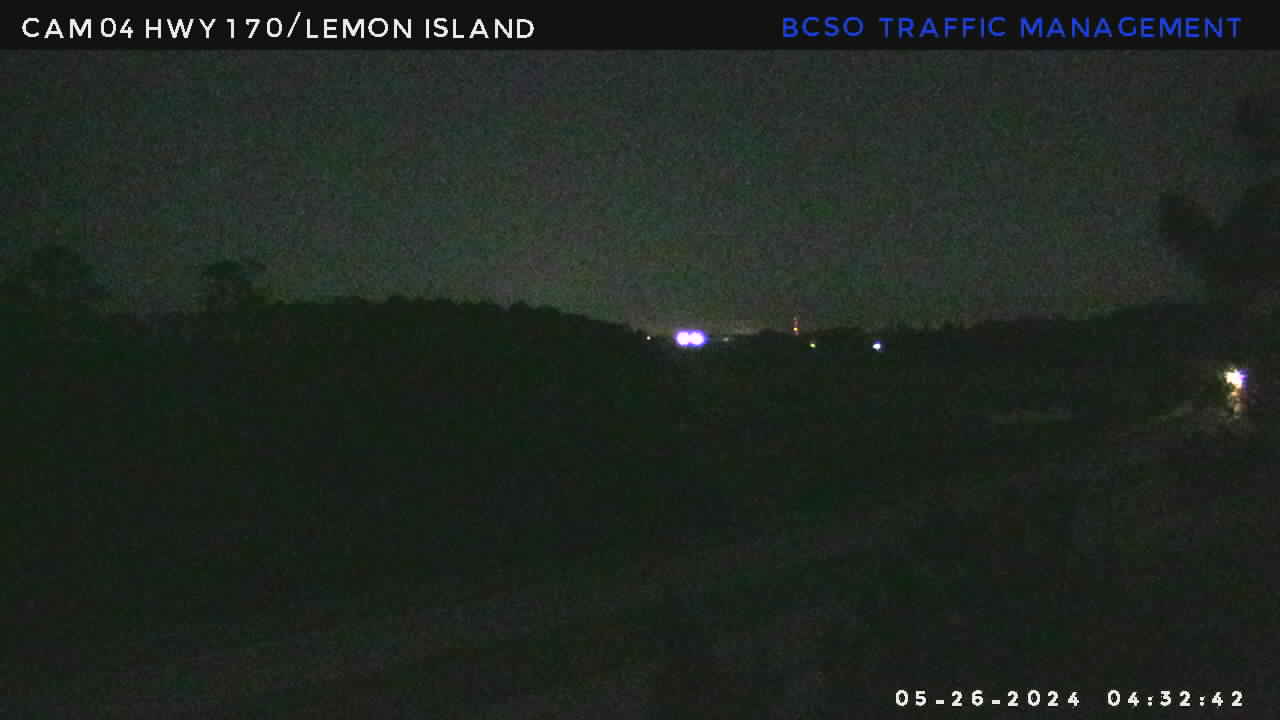 CAM04 HWY 170/LEMON ISLAND
BCSO TRAFFIC MANAGEMENT
05-26-2024 04:32:42